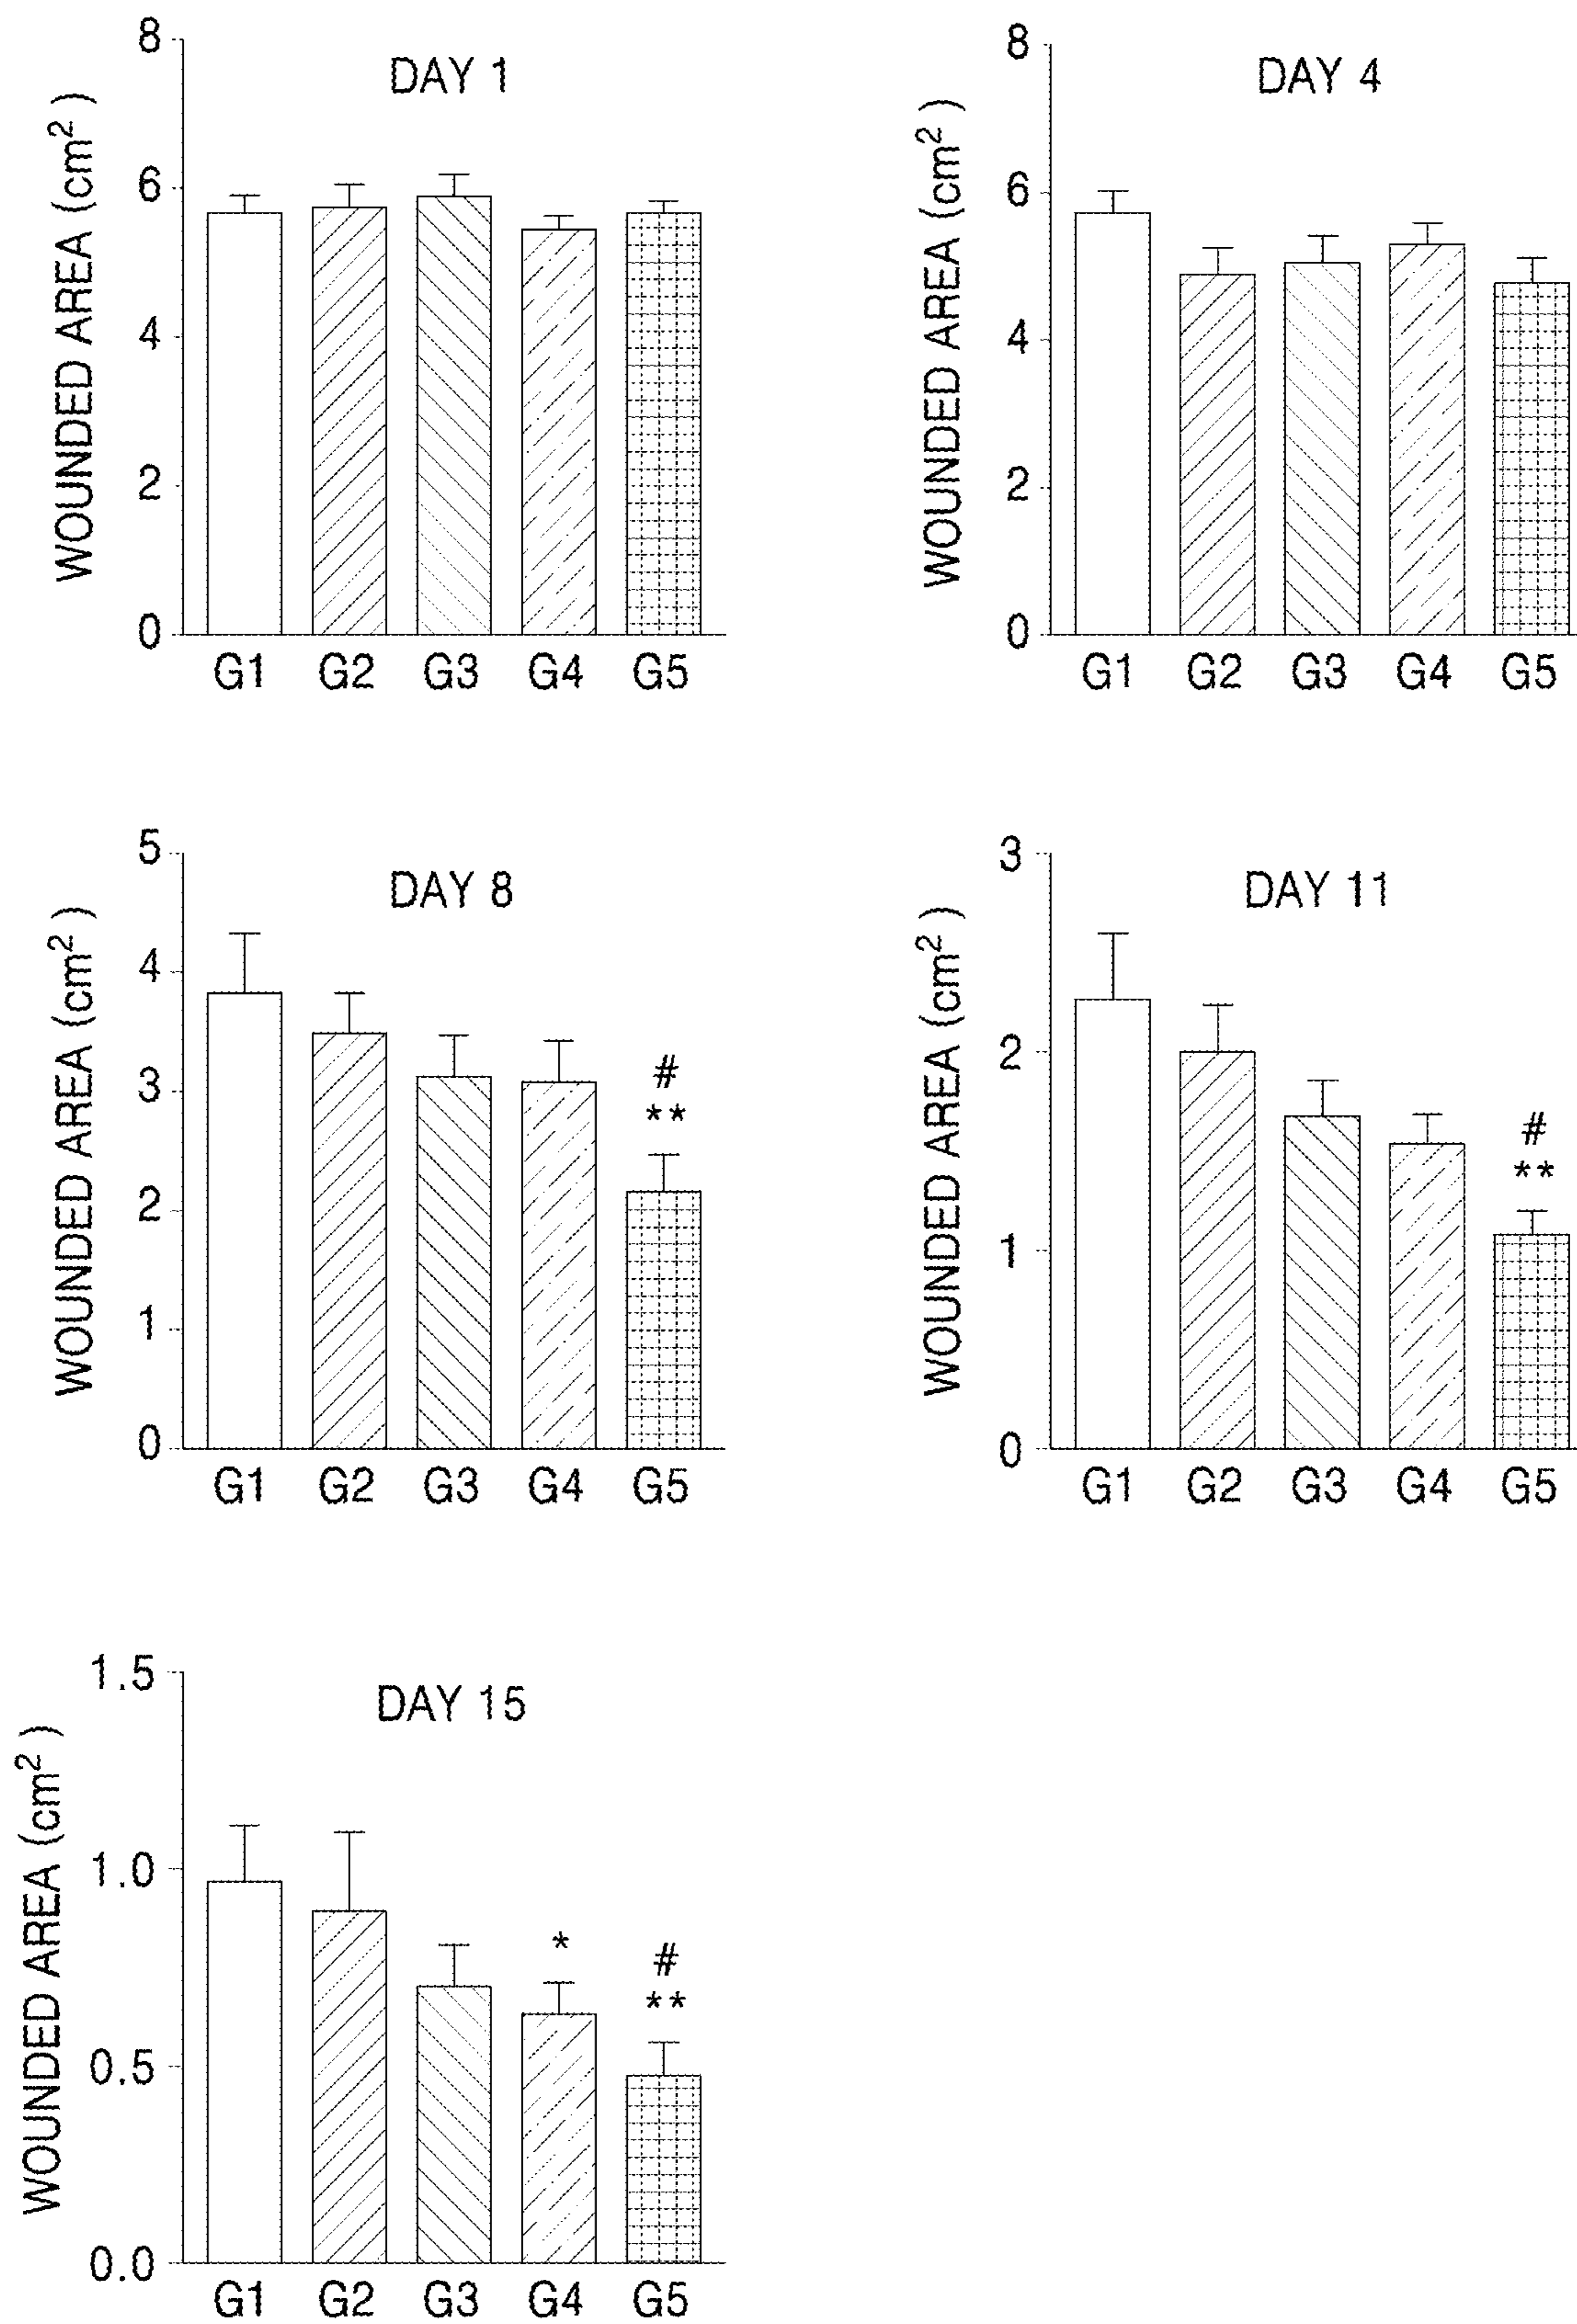 DAY 1
WOUNDED AREA (cm²)
8
6
4
2
0
G1 G2 G3 G4 G5
DAY 4
WOUNDED AREA (cm²)
8
6
4
2
0
G1 G2 G3 G4 G5
DAY 8
WOUNDED AREA (cm²)
5
4
3
2
1
0
#
**
G1 G2 G3 G4 G5
DAY 11
WOUNDED AREA (cm²)
3
2
1
0
#
**
G1 G2 G3 G4 G5
DAY 15
WOUNDED AREA (cm²)
1.5
1.0
0.5
0.0
*
#
**
G1 G2 G3 G4 G5